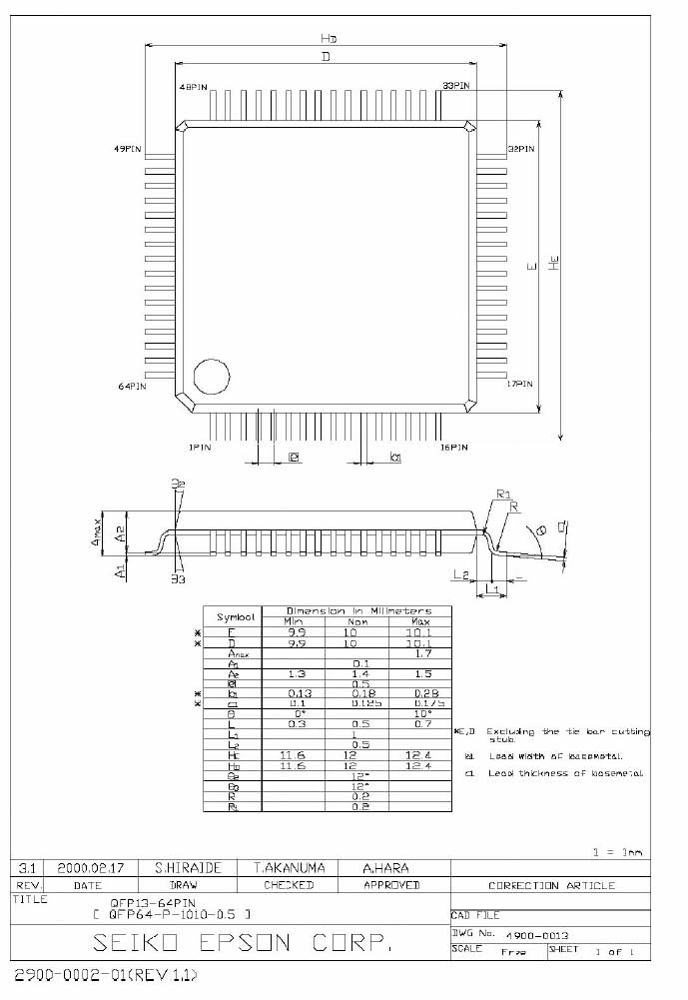 HD
D
48PIN 33PIN
49PIN 32PIN
E HE
64PIN 17PIN
1PIN 16PIN
e b1
θ2 R1
R
Amax A2 θ
A1 θ3 L2
L1
Symbol Dimension in Millimeters
Min Nom Max
* E 9.9 10 10.1
* D 9.9 10 10.1
Amax 1.7
A1 0.1
A2 1.3 1.4 1.5
e 0.5
* b1 0.13 0.18 0.28
* c1 0.1 0.125 0.175
θ 0° 10°
L 0.3 0.5 0.7
L1 1
L2 0.5
HE 11.6 12 12.4
HD 11.6 12 12.4
θ2 12°
θ3 12°
R 0.2
R1 0.2
*E,D Excluding the tie bar cutting
stub.
b1 Lead width of basemetal.
c1 Lead thickness of basemetal.
1 = 1mm
3.1 2000.02.17 S.HIRAIDE T.AKANUMA A.HARA
REV. DATE DRAW CHECKED APPROVED CORRECTION ARTICLE
TITLE
QFP13-64PIN
[ QFP64-P-1010-0.5 ]
CAD FILE
SEIKO EPSON CORP.
DWG No. 4900-0013
SCALE Free SHEET 1 OF 1
2900-0002-01(REV 1.1)